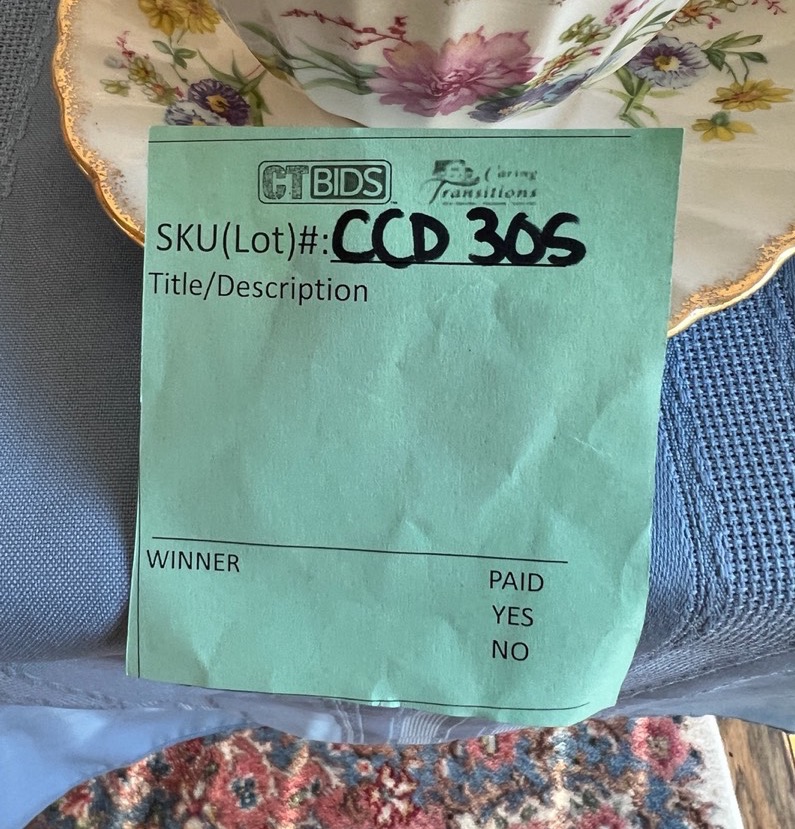 CTBIDS
Caring
Transitions
SKU(Lot)#: CCD 305
Title/Description
WINNER
PAID
YES
NO